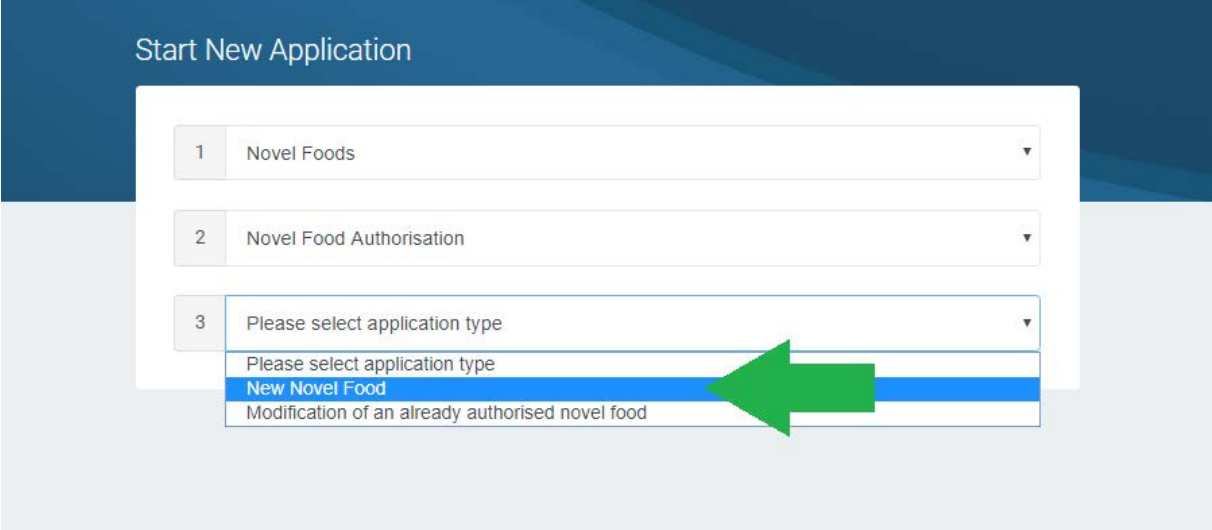 Start New Application
1 Novel Foods
2 Novel Food Authorisation
3 Please select application type
Please select application type
New Novel Food
Modification of an already authorised novel food